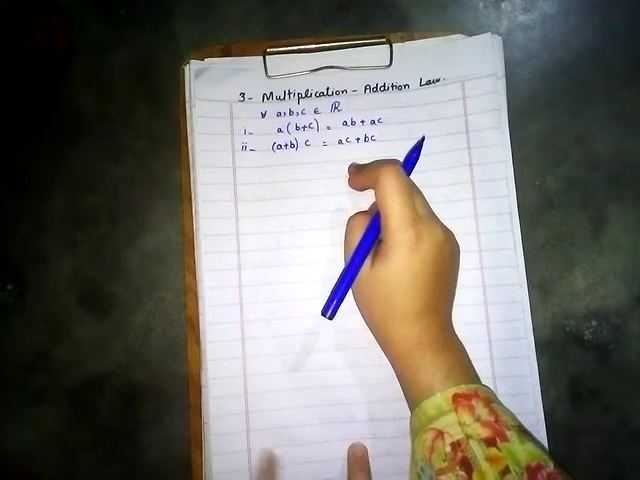 3- Multiplication - Addition Law.
∀ a,b,c ∈ ℝ
i- a(b+c) = ab + ac
ii- (a+b) c = ac + bc